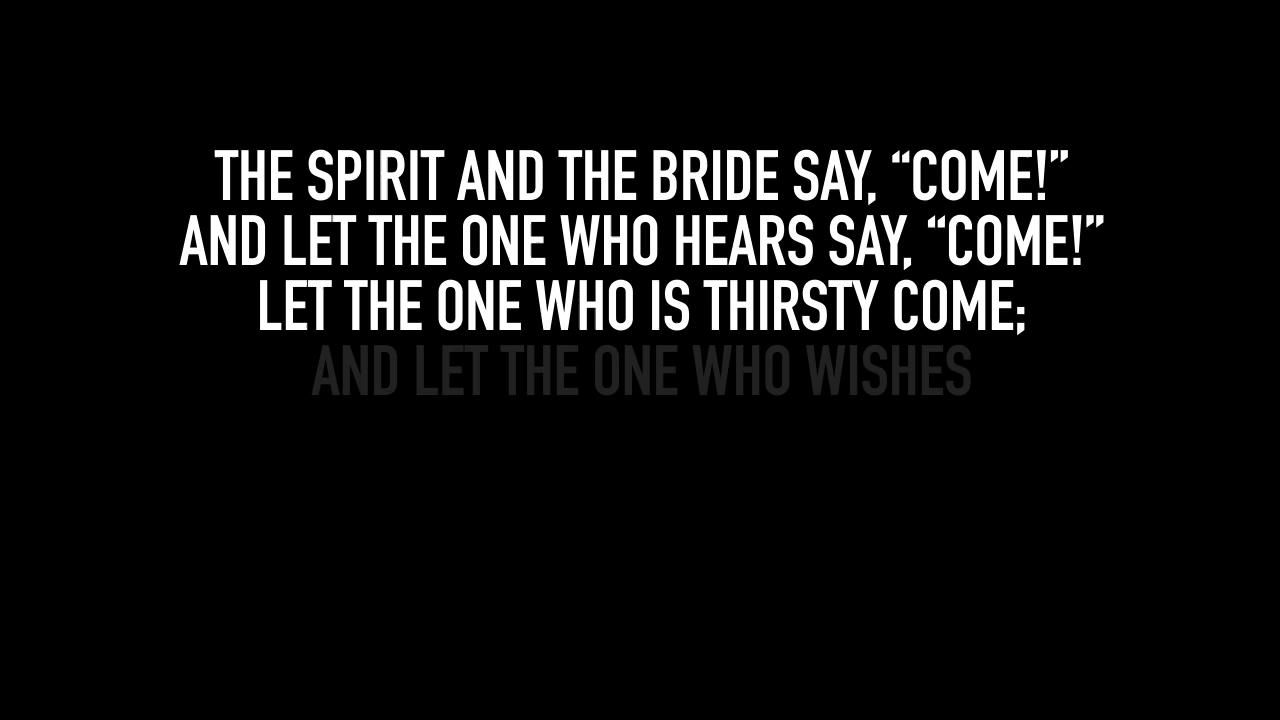 THE SPIRIT AND THE BRIDE SAY, “COME!”
AND LET THE ONE WHO HEARS SAY, “COME!”
LET THE ONE WHO IS THIRSTY COME;
AND LET THE ONE WHO WISHES